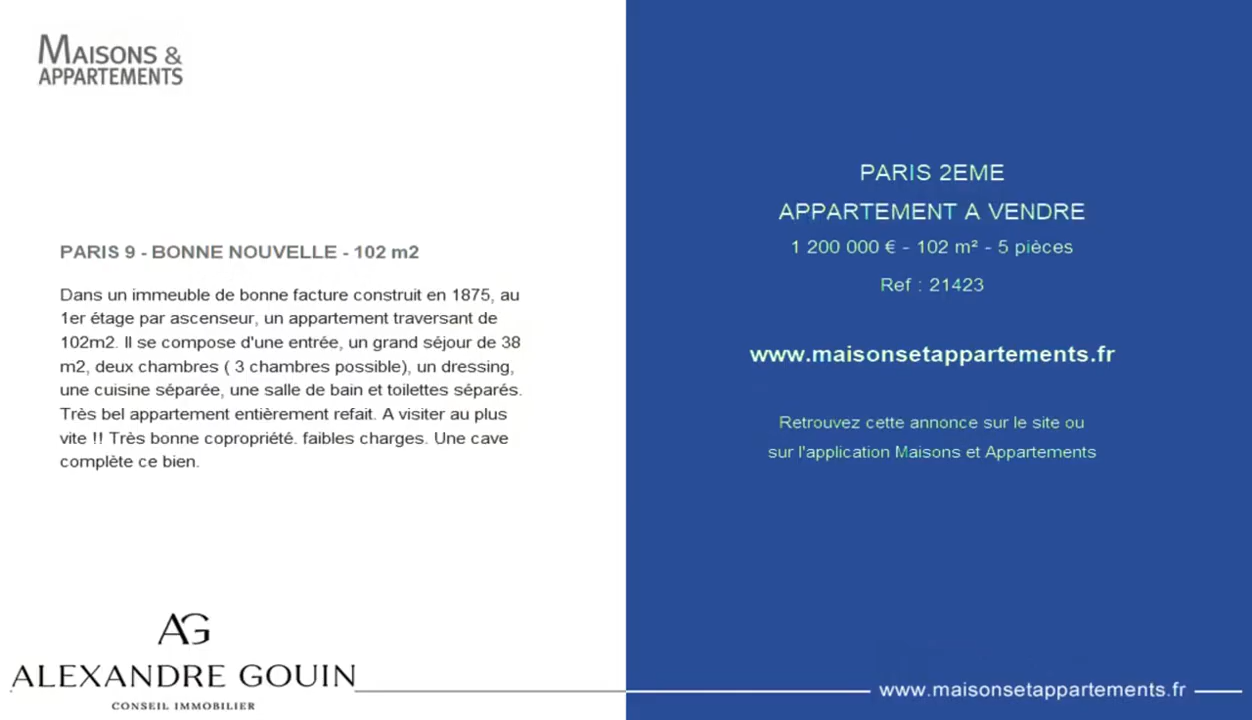 MAISONS &
APPARTEMENTS
PARIS 9 - BONNE NOUVELLE - 102 m2
Dans un immeuble de bonne facture construit en 1875, au
1er étage par ascenseur, un appartement traversant de
102m2. Il se compose d'une entrée, un grand séjour de 38
m2, deux chambres ( 3 chambres possible), un dressing,
une cuisine séparée, une salle de bain et toilettes séparés.
Très bel appartement entièrement refait. A visiter au plus
vite !! Très bonne copropriété. faibles charges. Une cave
complète ce bien.
AG
ALEXANDRE GOUIN
CONSEIL IMMOBILIER
PARIS 2EME
APPARTEMENT A VENDRE
1 200 000 € - 102 m² - 5 pièces
Ref : 21423
www.maisonsetappartements.fr
Retrouvez cette annonce sur le site ou
sur l'application Maisons et Appartements
www.maisonsetappartements.fr